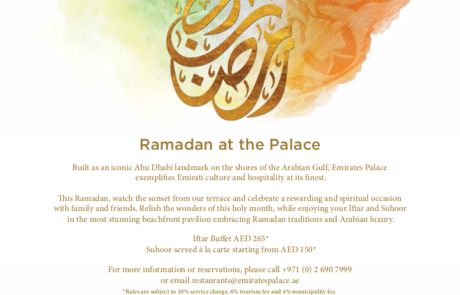 رمضان
Ramadan at the Palace
Built as an iconic Abu Dhabi landmark on the shores of the Arabian Gulf, Emirates Palace
exemplifies Emirati culture and hospitality at its finest.
This Ramadan, watch the sunset from our terrace and celebrate a rewarding and spiritual occasion
with family and friends. Relish the wonders of this holy month, while enjoying your Iftar and Suhoor
in the most stunning beachfront pavilion embracing Ramadan traditions and Arabian luxury.
Iftar Buffet AED 265*
Suhoor served à la carte starting from AED 150*
For more information or reservations, please call +971 (0) 2 690 7999
or email restaurants@emiratespalace.ae
*Rates are subject to 10% service charge, 6% tourism fee and 4% municipality fee.